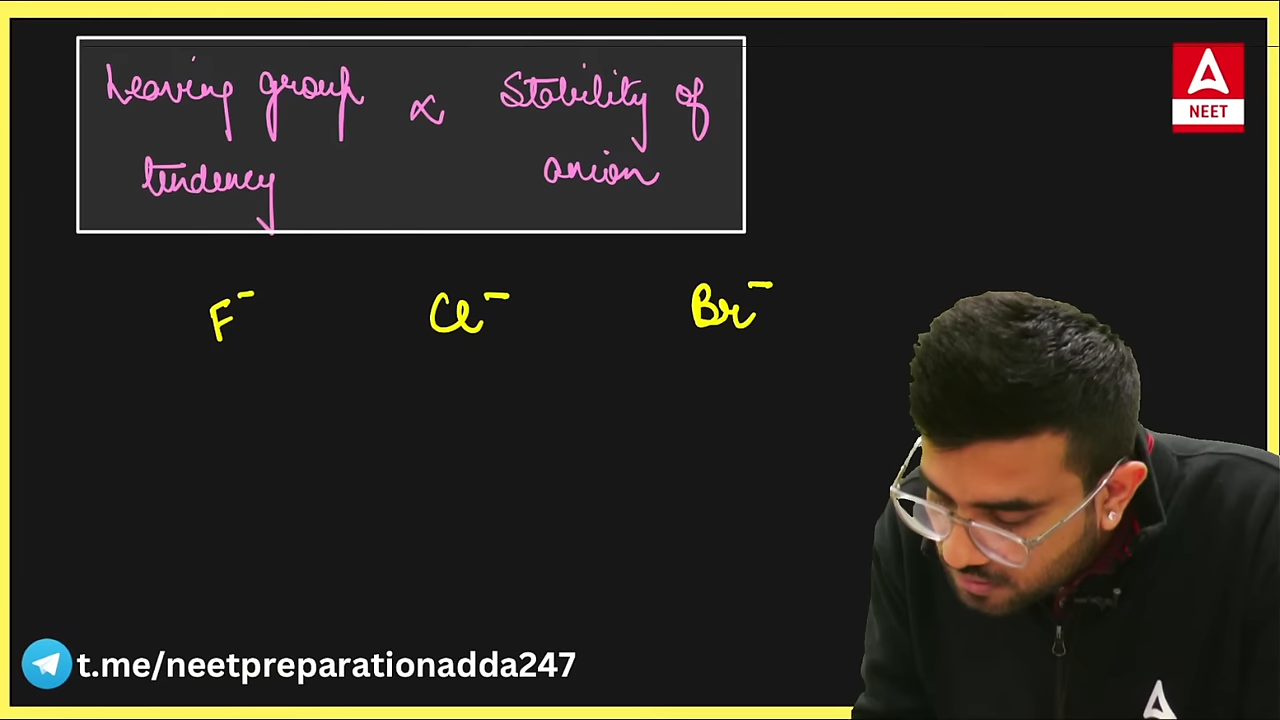 Leaving group ∝ Stability of
tendency anion
F⁻ Cl⁻ Br⁻
NEET
t.me/neetpreparationadda247